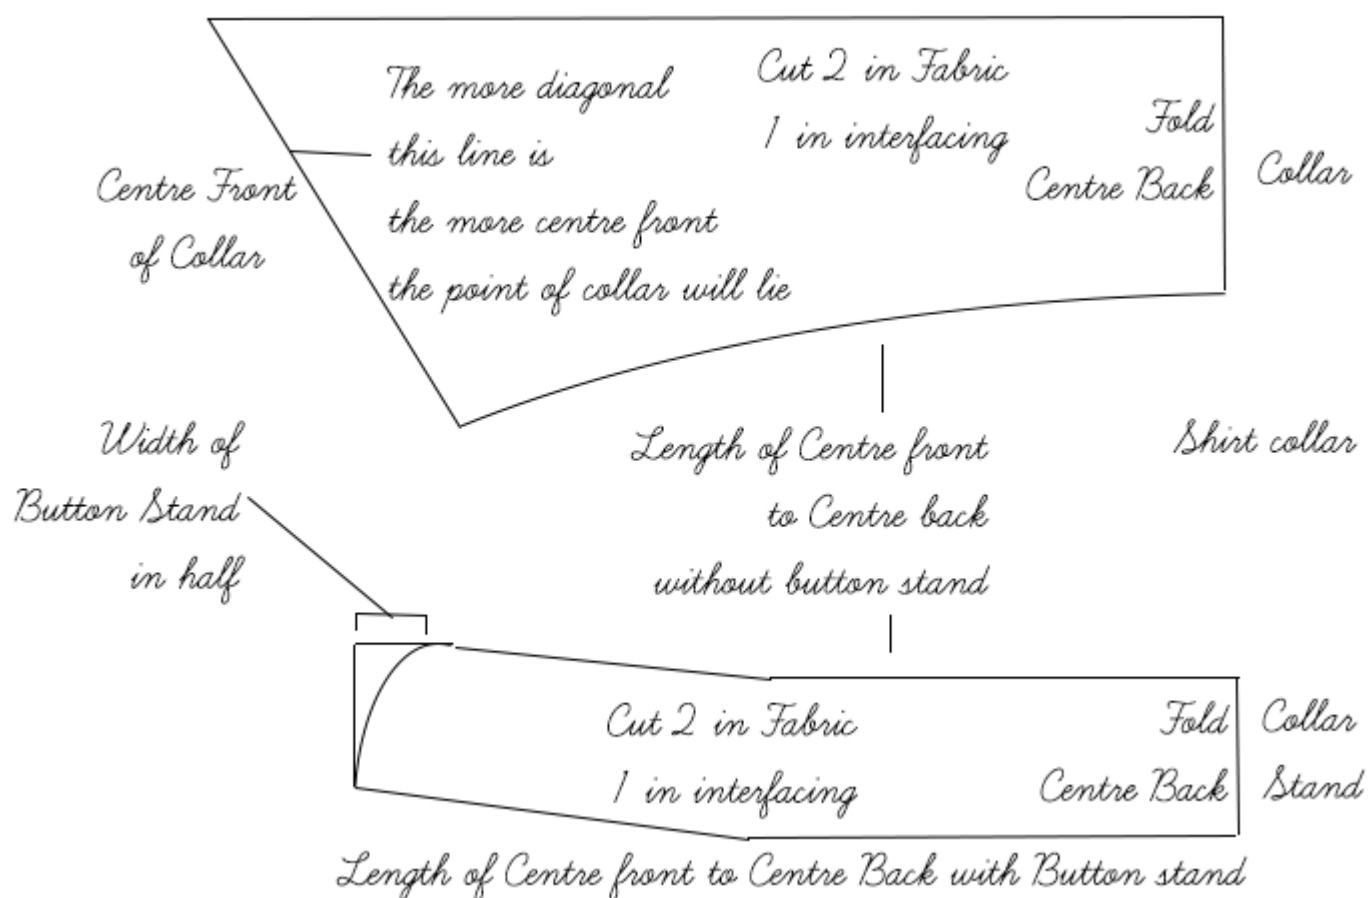 The more diagonal
this line is
the more centre front
the point of collar will lie
Cut 2 in Fabric
1 in interfacing
Fold
Centre Back
Collar
Centre Front
of Collar
Width of
Button Stand
in half
Length of Centre front
to Centre back
without button stand
Shirt collar
Cut 2 in Fabric
1 in interfacing
Fold
Centre Back
Collar
Stand
Length of Centre front to Centre Back with Button stand